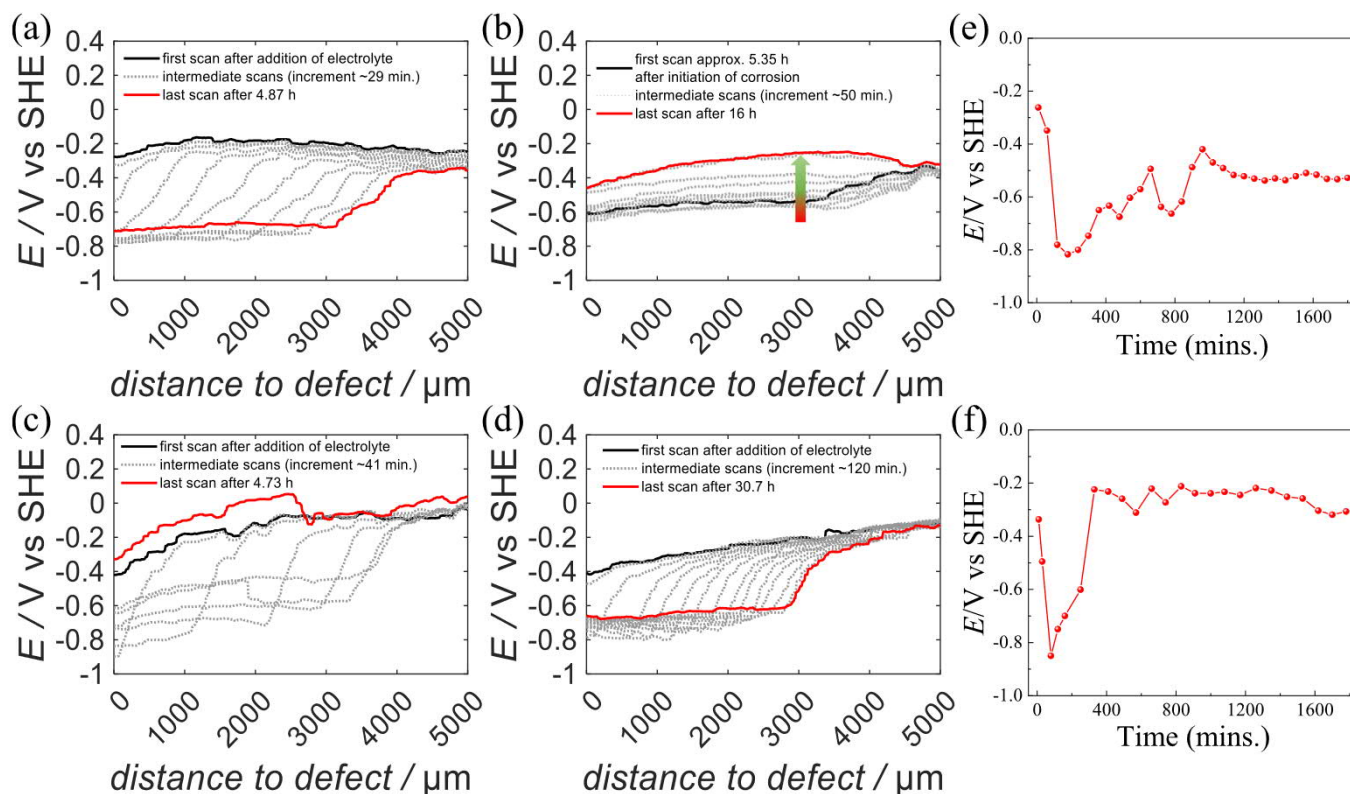 (a)
0.4
0.2
0
-0.2
-0.4
-0.6
-0.8
-1
E / V vs SHE
first scan after addition of electrolyte
intermediate scans (increment ~29 min.)
last scan after 4.87 h
0
1000
2000
3000
4000
5000
distance to defect / µm
(b)
0.4
0.2
0
-0.2
-0.4
-0.6
-0.8
-1
E / V vs SHE
first scan approx. 5.35 h
after initiation of corrosion
intermediate scans (increment ~50 min.)
last scan after 16 h
0
1000
2000
3000
4000
5000
distance to defect / µm
(e)
0.0
-0.2
-0.4
-0.6
-0.8
-1.0
E/V vs SHE
0 400 800 1200 1600
Time (mins.)
(c)
0.4
0.2
0
-0.2
-0.4
-0.6
-0.8
-1
E / V vs SHE
first scan after addition of electrolyte
intermediate scans (increment ~41 min.)
last scan after 4.73 h
0
1000
2000
3000
4000
5000
distance to defect / µm
(d)
0.4
0.2
0
-0.2
-0.4
-0.6
-0.8
-1
E / V vs SHE
first scan after addition of electrolyte
intermediate scans (increment ~120 min.)
last scan after 30.7 h
0
1000
2000
3000
4000
5000
distance to defect / µm
(f)
0.0
-0.2
-0.4
-0.6
-0.8
-1.0
E/V vs SHE
0 400 800 1200 1600
Time (mins.)